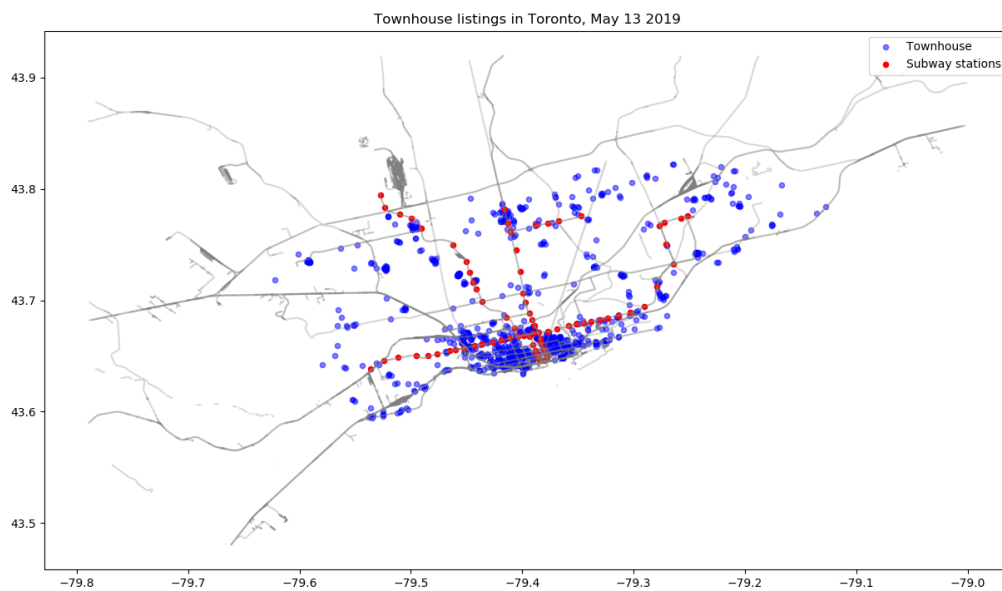 Townhouse listings in Toronto, May 13 2019
Townhouse
Subway stations
43.9
43.8
43.7
43.6
43.5
−79.8 −79.7 −79.6 −79.5 −79.4 −79.3 −79.2 −79.1 −79.0